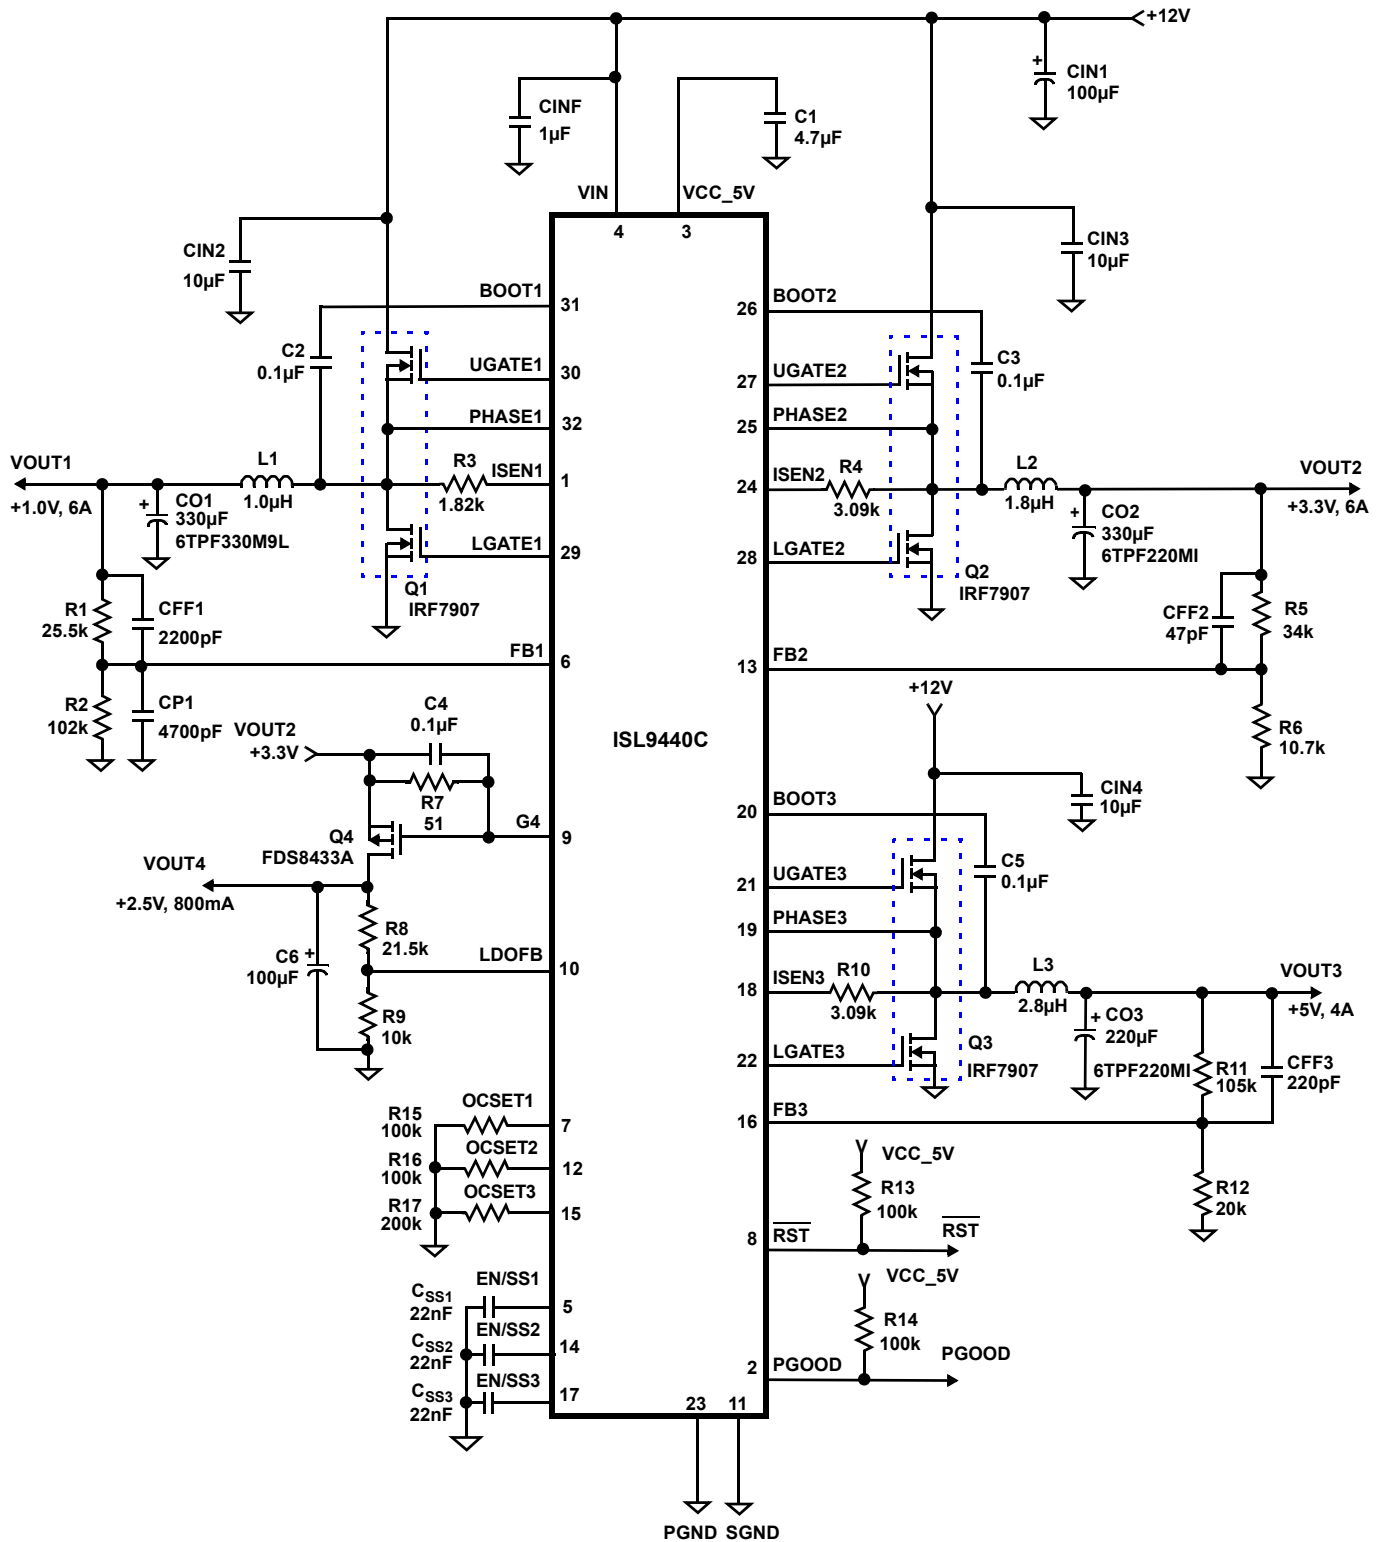 +12V
CIN1
100µF
CINF
1µF
C1
4.7µF
VIN
VCC_5V
4
3
CIN2
10µF
CIN3
10µF
BOOT1
31
26
BOOT2
C2
0.1µF
C3
0.1µF
UGATE1
30
27
UGATE2
PHASE1
32
25
PHASE2
VOUT1
+1.0V, 6A
L1
1.0µH
R3
1.82k
ISEN1
1
24
ISEN2
R4
3.09k
L2
1.8µH
VOUT2
+3.3V, 6A
CO1
330µF
6TPF330M9L
CO2
330µF
6TPF220MI
LGATE1
29
28
LGATE2
Q1
IRF7907
Q2
IRF7907
R1
25.5k
CFF1
2200pF
CFF2
47pF
R5
34k
FB1
6
13
FB2
R2
102k
CP1
4700pF
R6
10.7k
+12V
C4
0.1µF
VOUT2
+3.3V
ISL9440C
CIN4
10µF
R7
51
BOOT3
20
Q4
FDS8433A
G4
9
VOUT4
+2.5V, 800mA
C5
0.1µF
21
UGATE3
19
PHASE3
R8
21.5k
C6
100µF
LDOFB
10
18
ISEN3
R10
3.09k
L3
2.8µH
VOUT3
+5V, 4A
R9
10k
CO3
220µF
6TPF220MI
Q3
IRF7907
22
LGATE3
R11
105k
CFF3
220pF
OCSET1
R15
100k
7
16
FB3
OCSET2
R16
100k
12
VCC_5V
R13
100k
OCSET3
R17
200k
15
R12
20k
8
RST
RST
VCC_5V
EN/SS1
CSS1
22nF
5
R14
100k
EN/SS2
CSS2
22nF
14
2
PGOOD
PGOOD
EN/SS3
CSS3
22nF
17
23
11
PGND
SGND